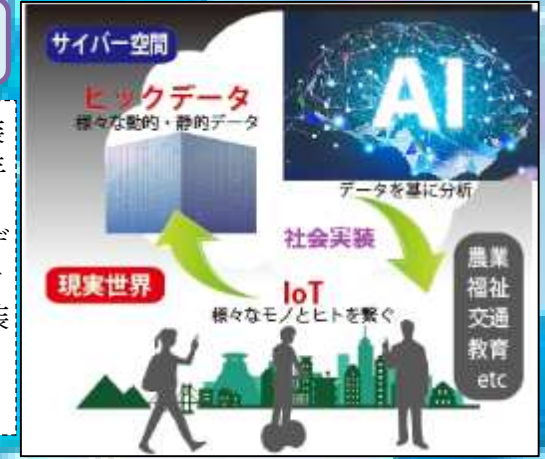 サイバー空間
ヒックデータ
様々な動的・静的データ
AI
データを基に分析
社会実装
現実世界
IoT
様々なモノとヒトを繋ぐ
農業
福祉
交通
教育
etc